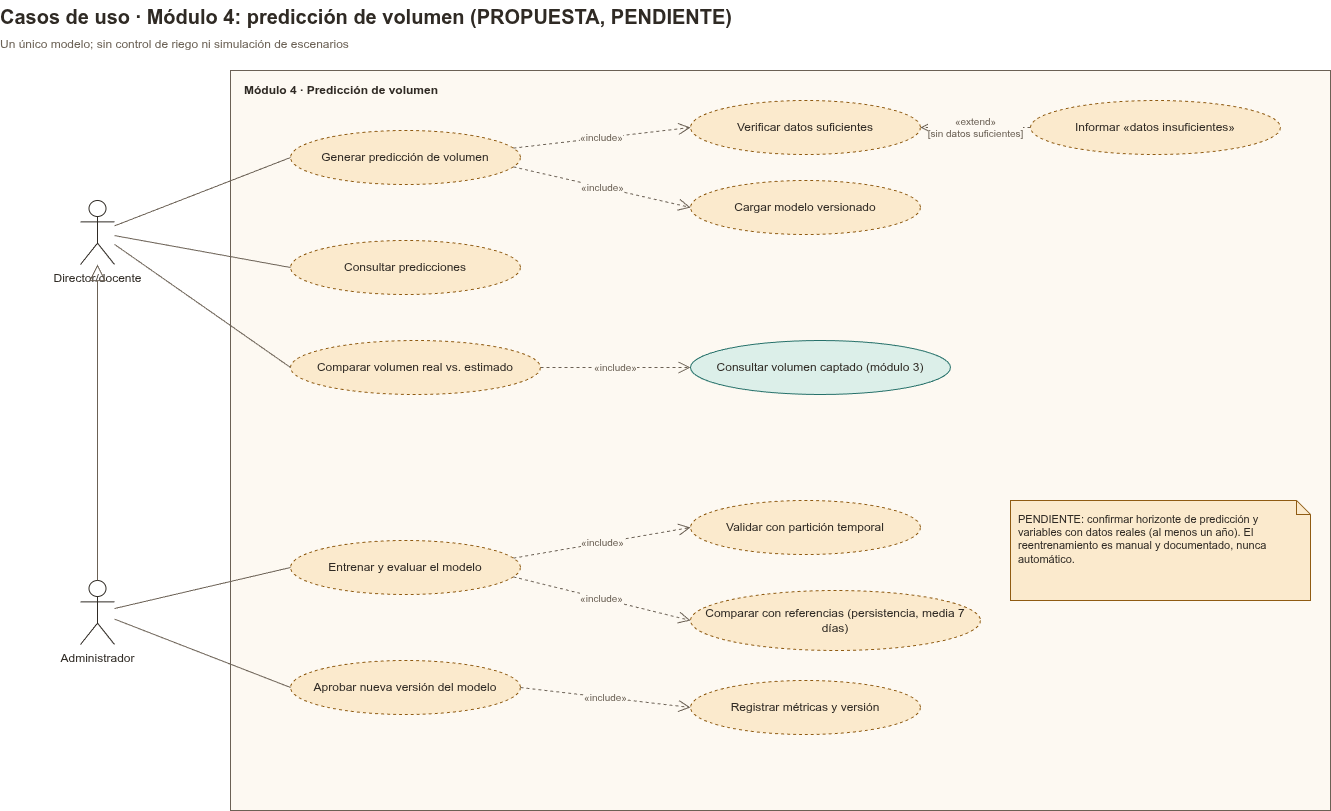 Casos de uso · Módulo 4: predicción de volumen (PROPUESTA, PENDIENTE)
Un único modelo; sin control de riego ni simulación de escenarios
Módulo 4 · Predicción de volumen
Generar predicción de volumen
«include»
Verificar datos suficientes
«extend»
[sin datos suficientes]
Informar «datos insuficientes»
«include»
Cargar modelo versionado
Director/docente
Consultar predicciones
Comparar volumen real vs. estimado
«include»
Consultar volumen captado (módulo 3)
Entrenar y evaluar el modelo
«include»
Validar con partición temporal
«include»
Comparar con referencias (persistencia, media 7
días)
PENDIENTE: confirmar horizonte de predicción y
variables con datos reales (al menos un año). El
reentrenamiento es manual y documentado, nunca
automático.
Administrador
Aprobar nueva versión del modelo
«include»
Registrar métricas y versión